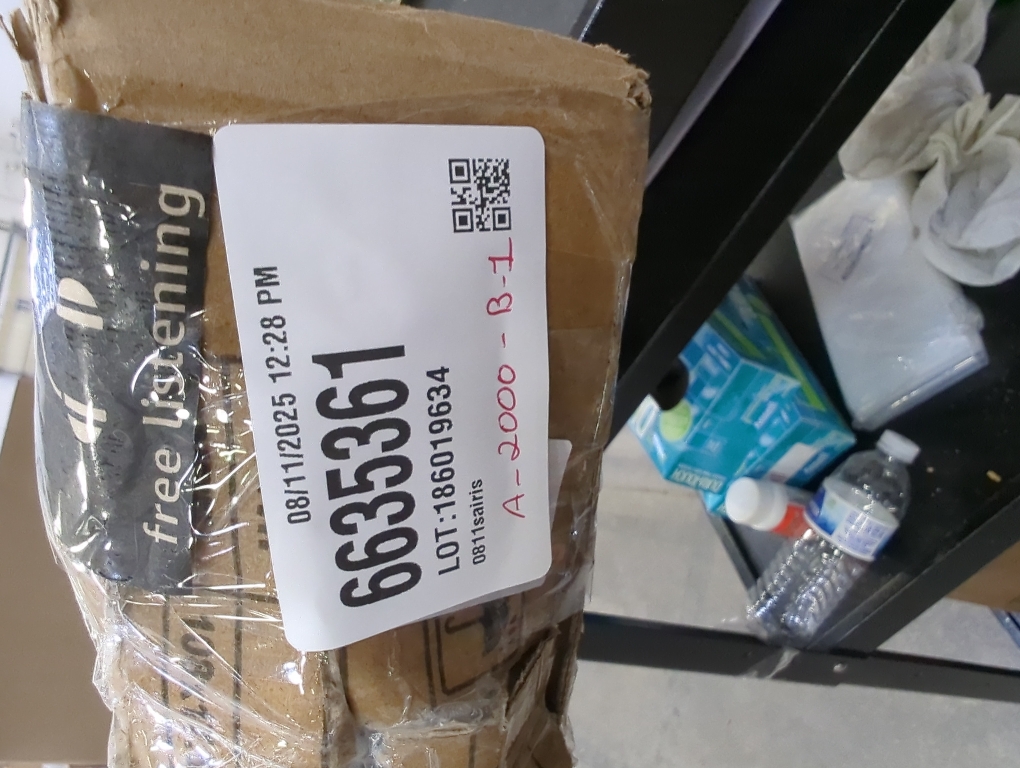 free listening
08/11/2025 12:28 PM
6635361
LOT:186019634
0811sairis
A-2000-B-1